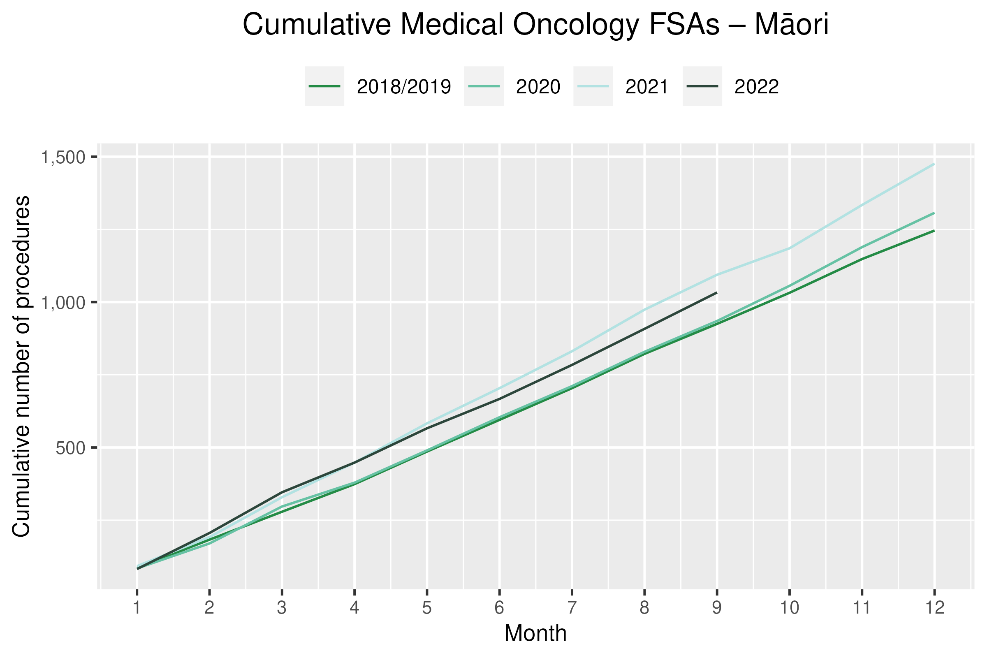 Cumulative Medical Oncology FSAs – Māori
2018/2019 2020 2021 2022
1,500
1,000
500
Cumulative number of procedures
1 2 3 4 5 6 7 8 9 10 11 12
Month